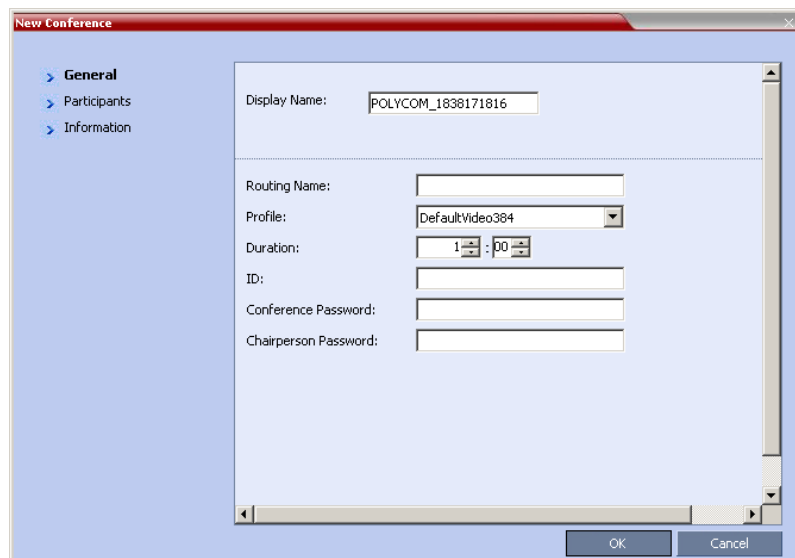 New Conference
General
Participants
Information
Display Name: POLYCOM_1838171816
Routing Name:
Profile: DefaultVideo384
Duration: 1 : 00
ID:
Conference Password:
Chairperson Password:
OK Cancel